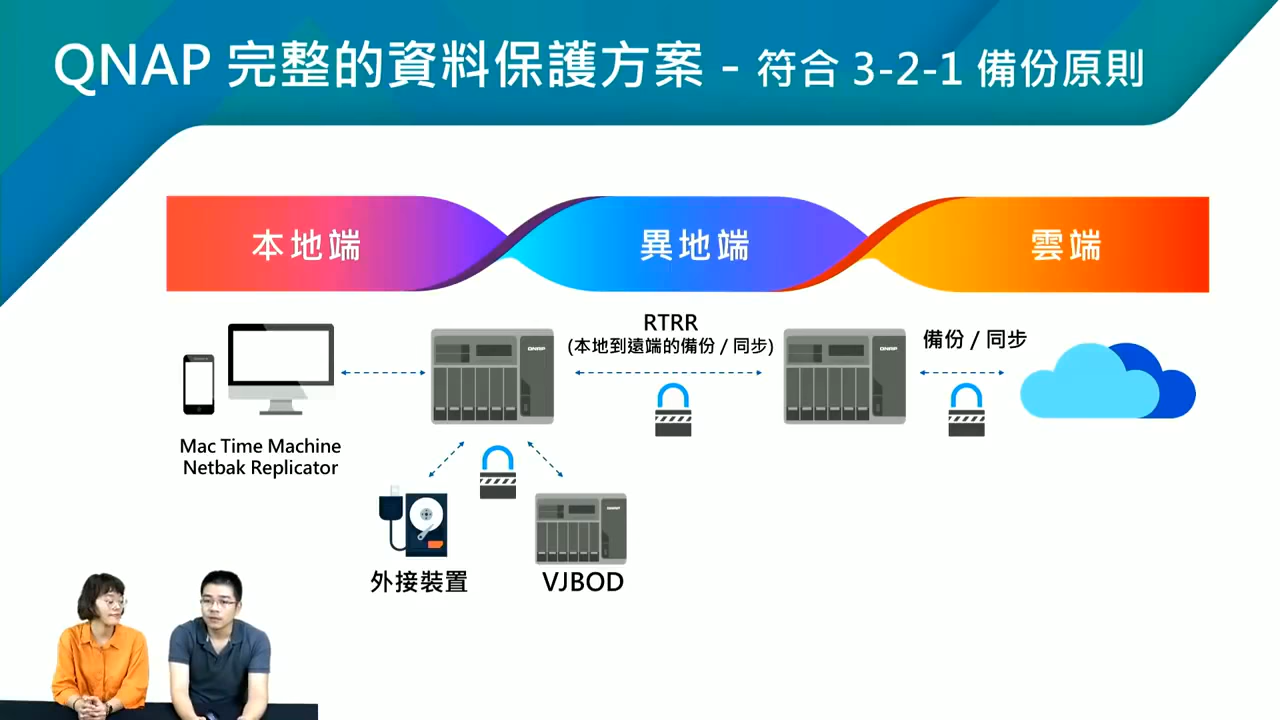 QNAP 完整的資料保護方案 - 符合 3-2-1 備份原則
本地端
異地端
雲端
RTRR
(本地到遠端的備份 / 同步)
備份 / 同步
QNAP
QNAP
Mac Time Machine
Netbak Replicator
外接裝置
VJBOD